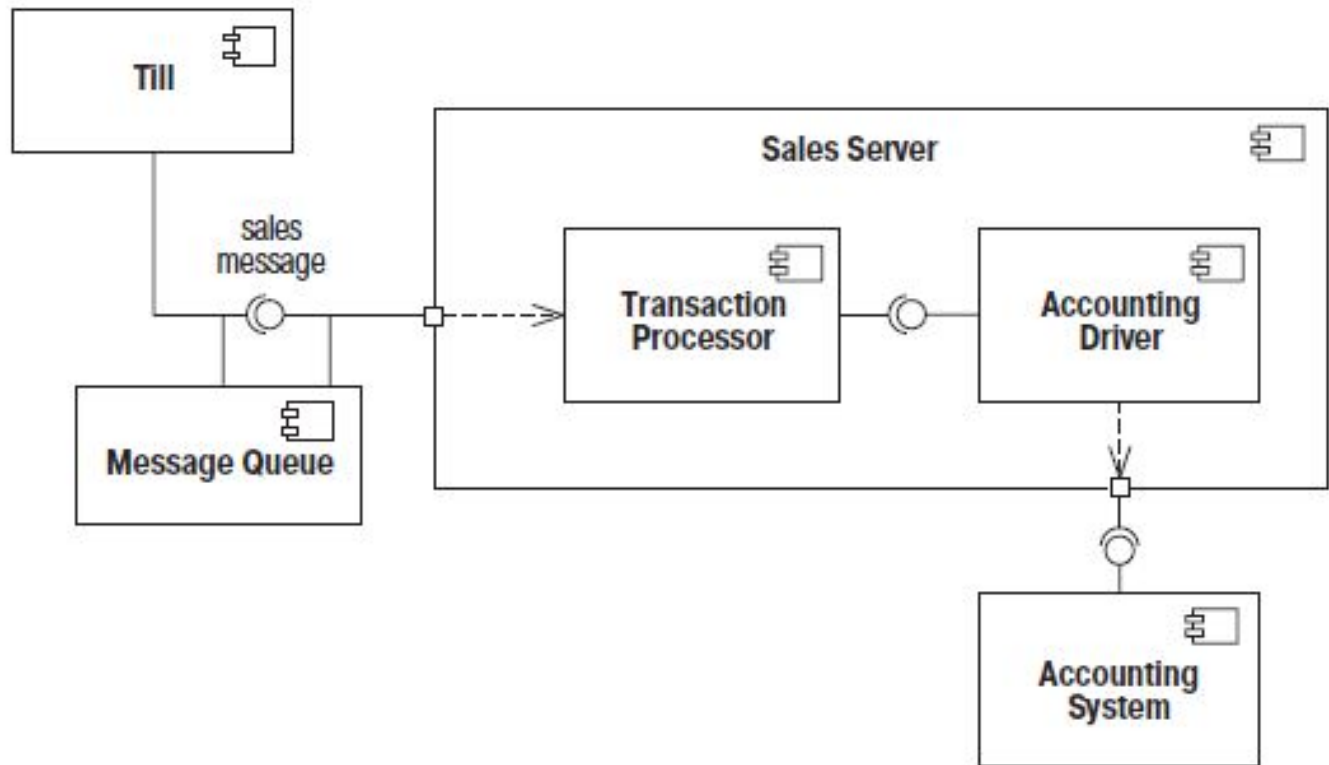 Till
Sales Server
sales
message
Transaction
Processor
Accounting
Driver
Message Queue
Accounting
System